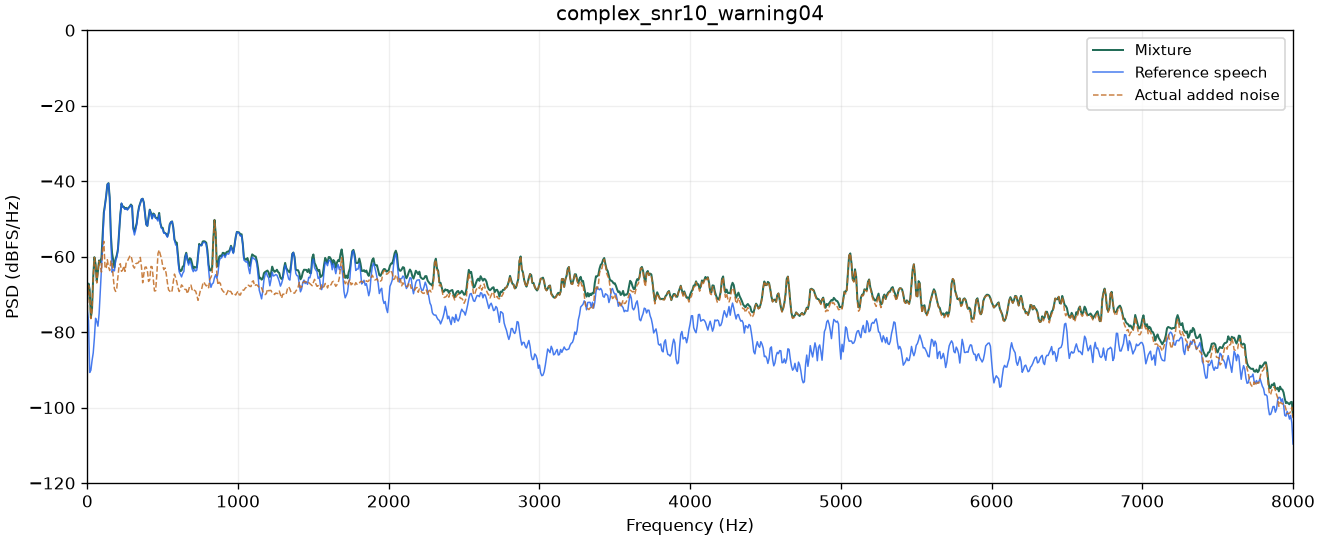 complex_snr10_warning04
Mixture
Reference speech
Actual added noise
PSD (dBFS/Hz)
0
−20
−40
−60
−80
−100
−120
0 1000 2000 3000 4000 5000 6000 7000 8000
Frequency (Hz)